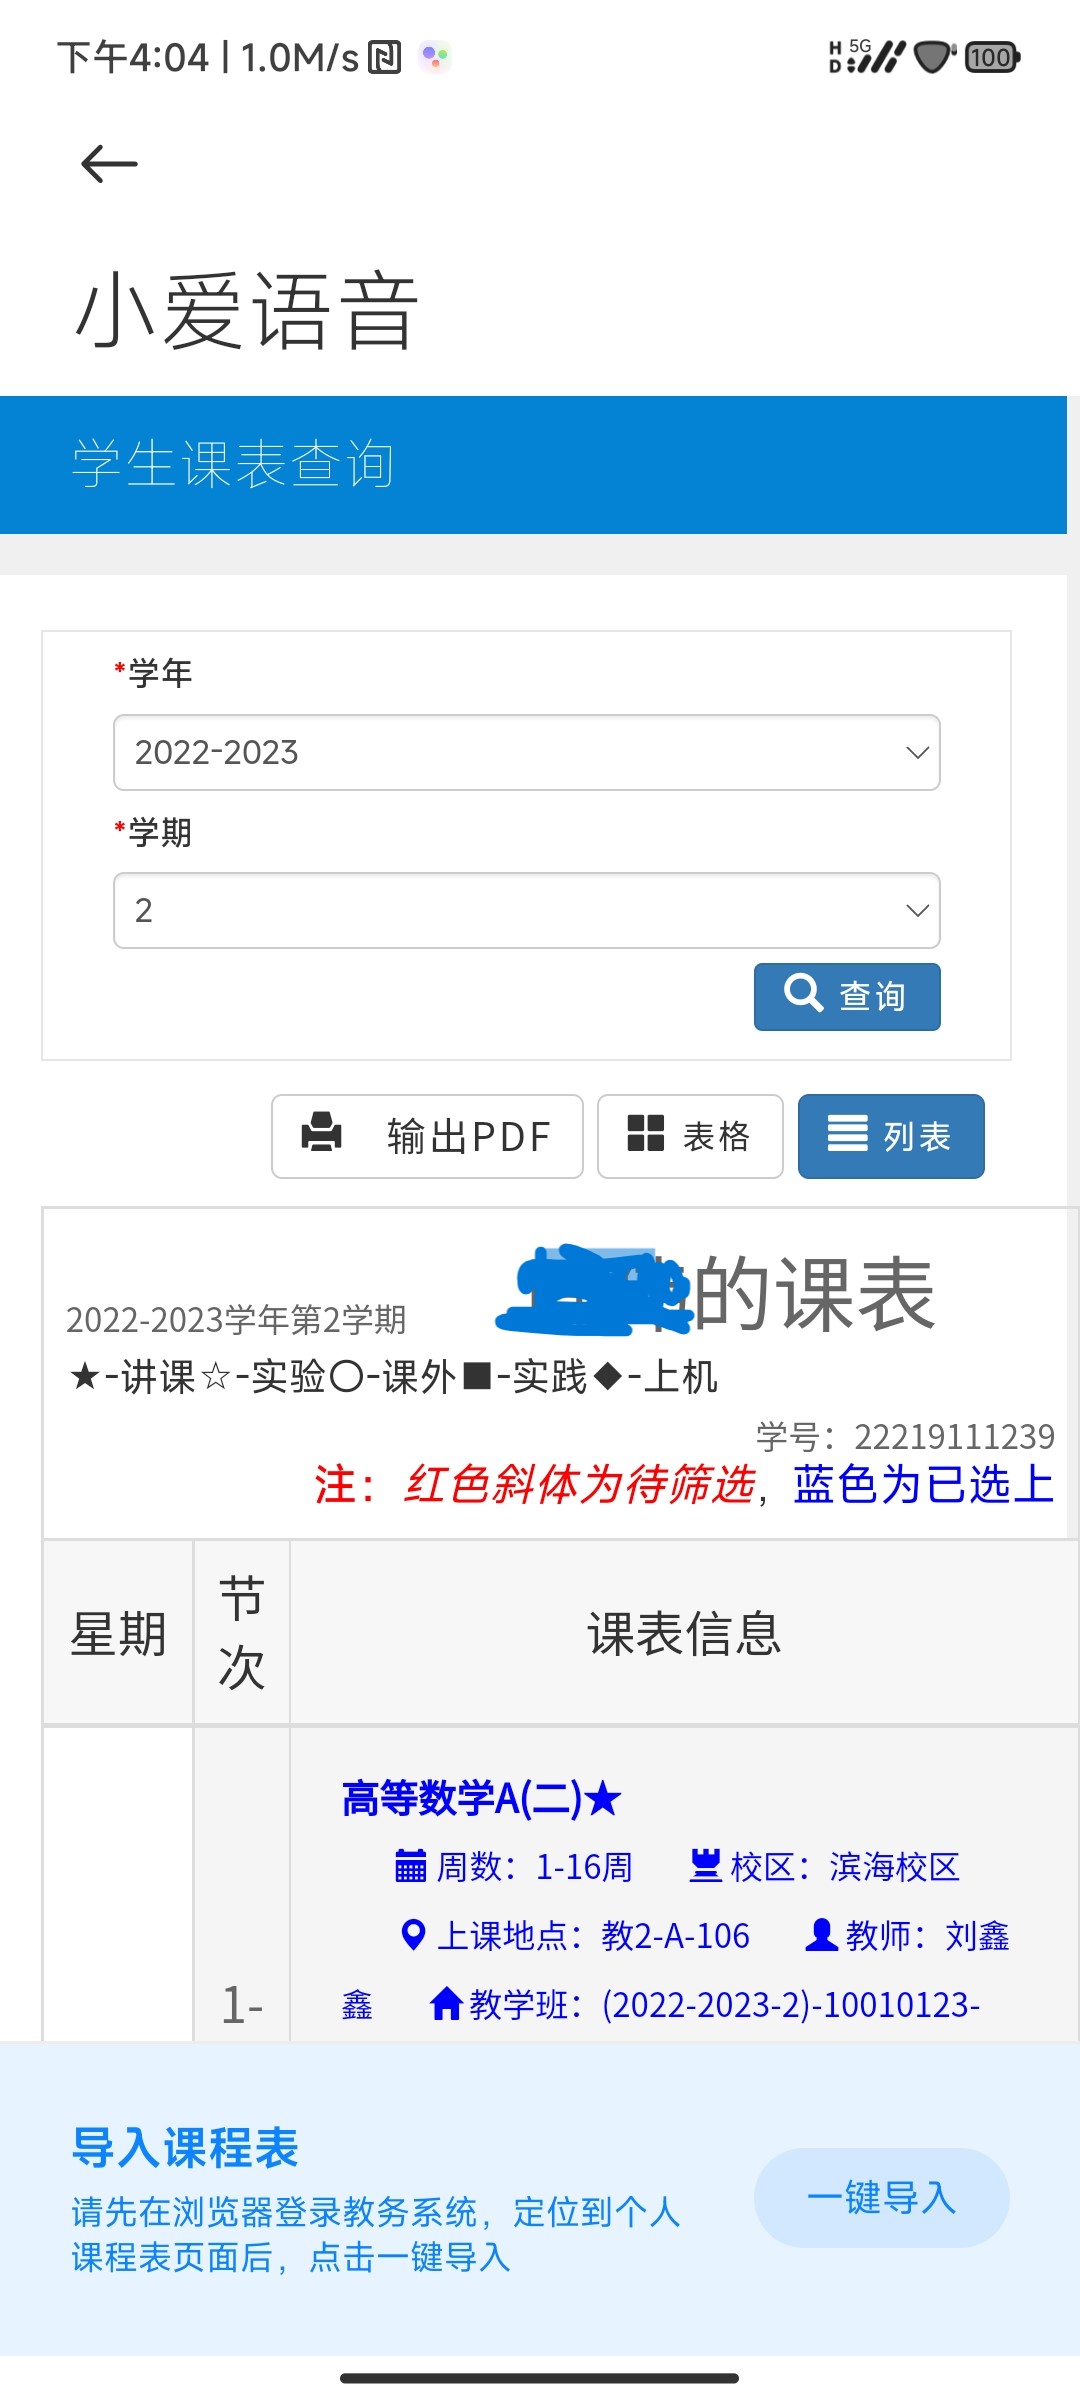 下午4:04 | 1.0M/s
HD 5G 100
小爱语音
学生课表查询
*学年
2022-2023
*学期
2
查询
输出PDF 表格 列表
的课表
2022-2023学年第2学期
★-讲课☆-实验〇-课外■-实践◆-上机
学号：22219111239
注：红色斜体为待筛选，蓝色为已选上
星期 节次 课表信息
高等数学A(二)★
周数：1-16周 校区：滨海校区
上课地点：教2-A-106 教师：刘鑫
1- 鑫 教学班：(2022-2023-2)-10010123-
导入课程表
请先在浏览器登录教务系统，定位到个人
课程表页面后，点击一键导入
一键导入